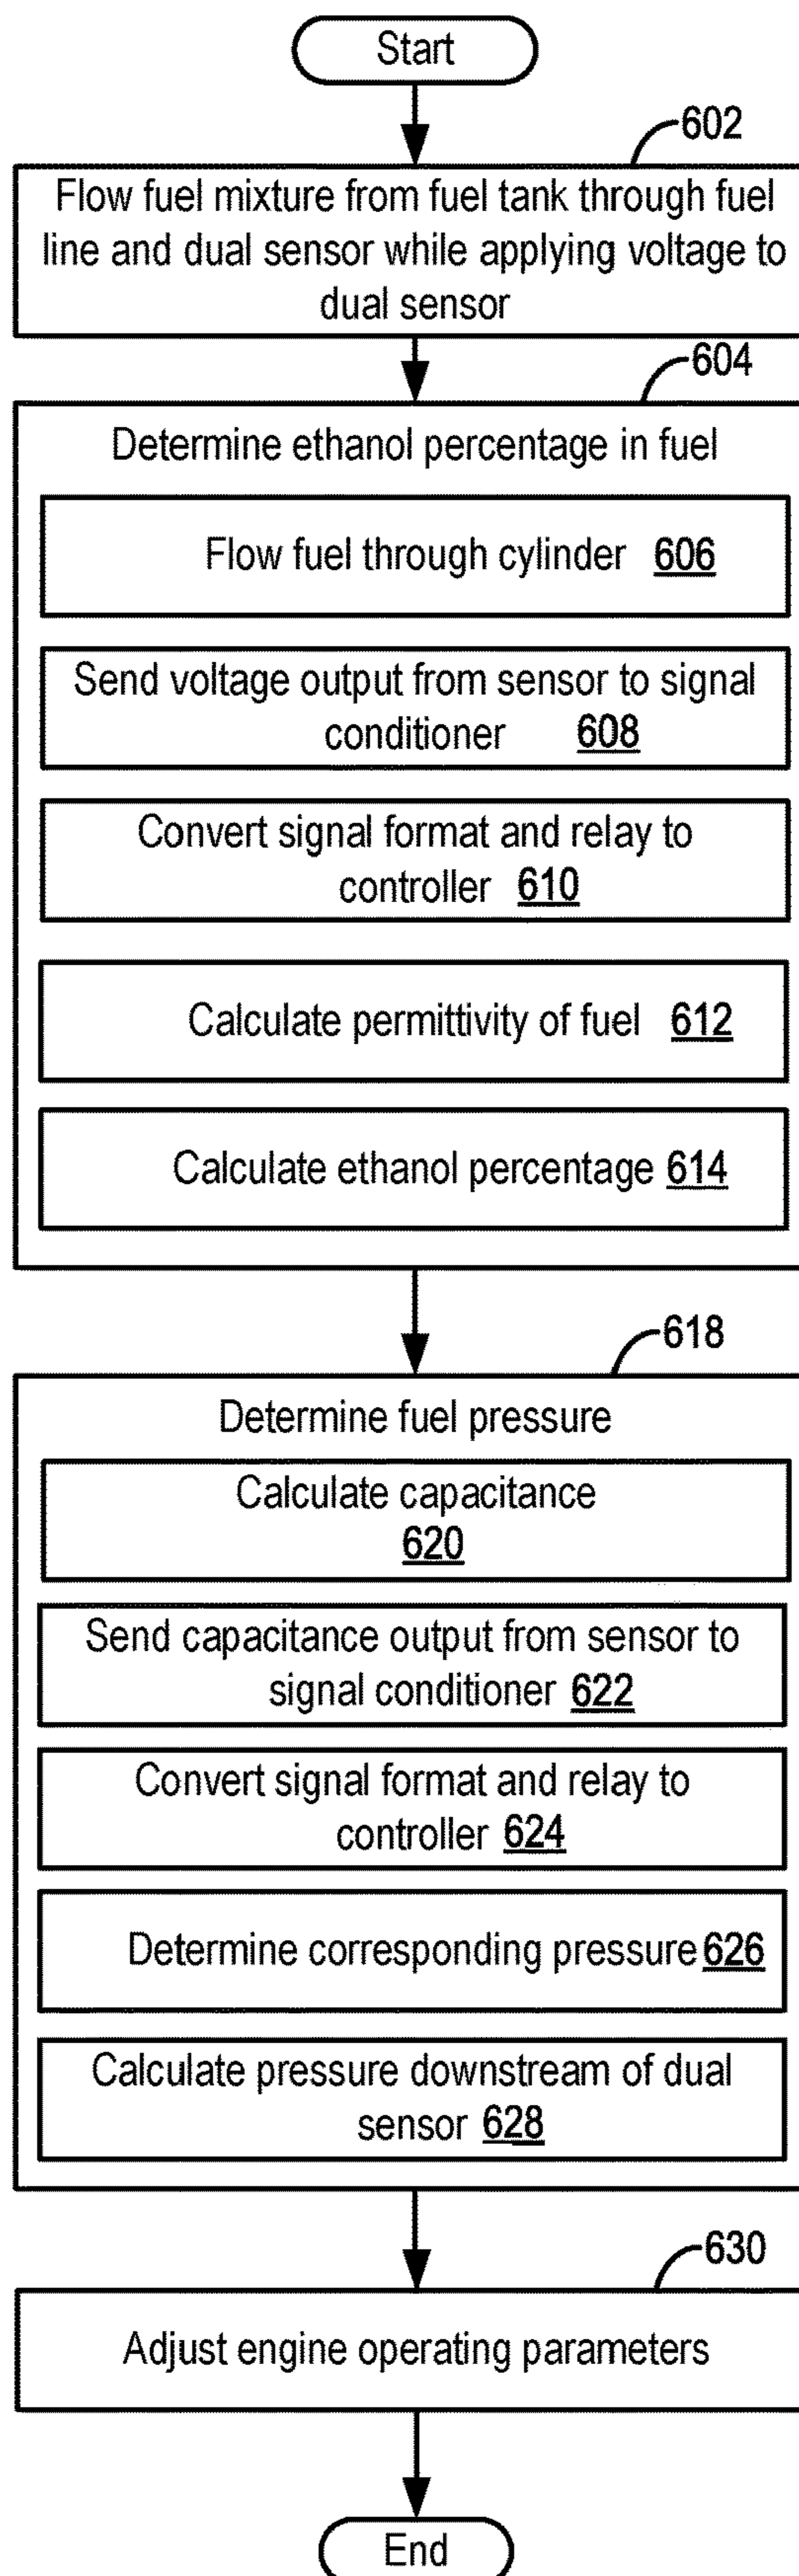 Start
602
Flow fuel mixture from fuel tank through fuel
line and dual sensor while applying voltage to
dual sensor
604
Determine ethanol percentage in fuel
Flow fuel through cylinder 606
Send voltage output from sensor to signal
conditioner 608
Convert signal format and relay to
controller 610
Calculate permittivity of fuel 612
Calculate ethanol percentage 614
618
Determine fuel pressure
Calculate capacitance
620
Send capacitance output from sensor to
signal conditioner 622
Convert signal format and relay to
controller 624
Determine corresponding pressure 626
Calculate pressure downstream of dual
sensor 628
630
Adjust engine operating parameters
End